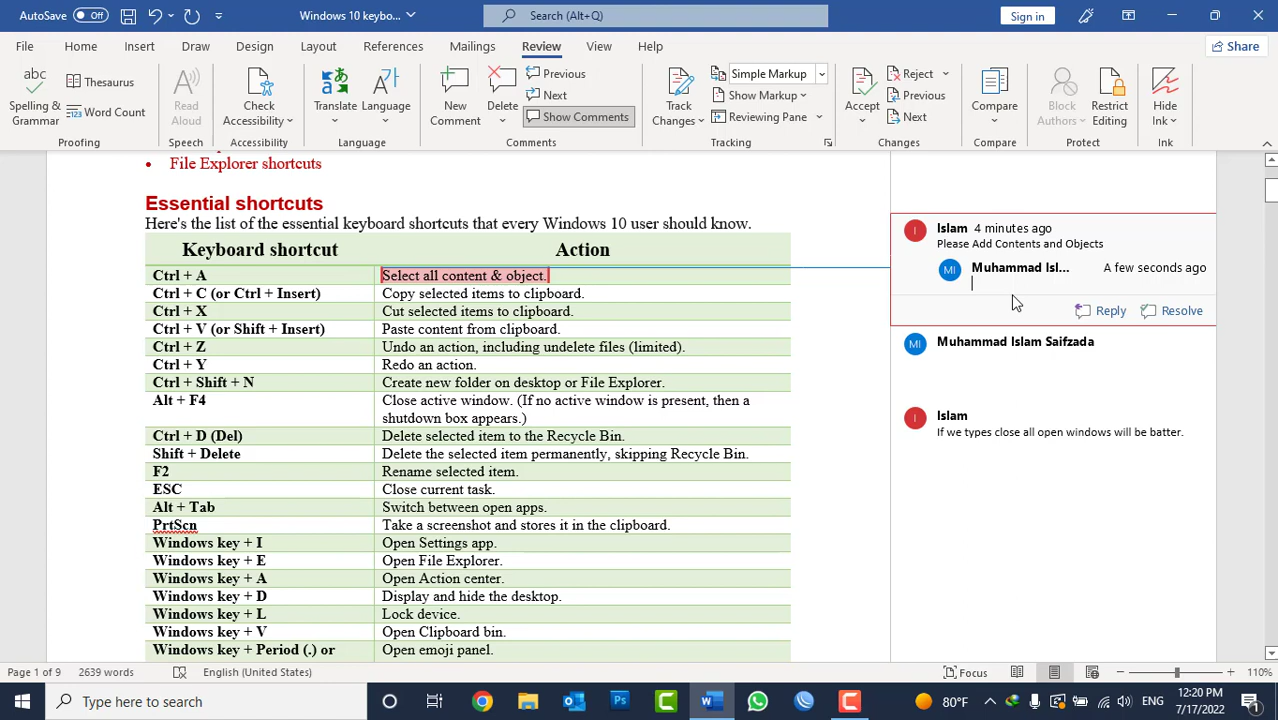 AutoSave Off
Windows 10 keybo...
Search (Alt+Q)
Sign in
File Home Insert Draw Design Layout References Mailings Review View Help
Share
abc
Spelling & Grammar
Thesaurus
123 Word Count
Proofing
Read Aloud
Speech
Check Accessibility
Accessibility
Translate
Language
Language
New Comment
Delete
Previous
Next
Show Comments
Comments
Track Changes
Simple Markup
Show Markup
Reviewing Pane
Accept
Reject
Previous
Next
Changes
Compare
Compare
Block Authors
Restrict Editing
Protect
Hide Ink
Ink
• File Explorer shortcuts
Essential shortcuts
Here's the list of the essential keyboard shortcuts that every Windows 10 user should know.
Keyboard shortcut Action
Ctrl + A Select all content & object.
Ctrl + C (or Ctrl + Insert) Copy selected items to clipboard.
Ctrl + X Cut selected items to clipboard.
Ctrl + V (or Shift + Insert) Paste content from clipboard.
Ctrl + Z Undo an action, including undelete files (limited).
Ctrl + Y Redo an action.
Ctrl + Shift + N Create new folder on desktop or File Explorer.
Alt + F4 Close active window. (If no active window is present, then a
shutdown box appears.)
Ctrl + D (Del) Delete selected item to the Recycle Bin.
Shift + Delete Delete the selected item permanently, skipping Recycle Bin.
F2 Rename selected item.
ESC Close current task.
Alt + Tab Switch between open apps.
PrtScn Take a screenshot and stores it in the clipboard.
Windows key + I Open Settings app.
Windows key + E Open File Explorer.
Windows key + A Open Action center.
Windows key + D Display and hide the desktop.
Windows key + L Lock device.
Windows key + V Open Clipboard bin.
Windows key + Period (.) or Open emoji panel.
I Islam 4 minutes ago
Please Add Contents and Objects
MI Muhammad Isl... A few seconds ago
Reply Resolve
MI Muhammad Islam Saifzada
I Islam
If we types close all open windows will be batter.
Page 1 of 9 2639 words English (United States) Focus 110%
Type here to search
Ps
80°F
ENG
12:20 PM
7/17/2022
1